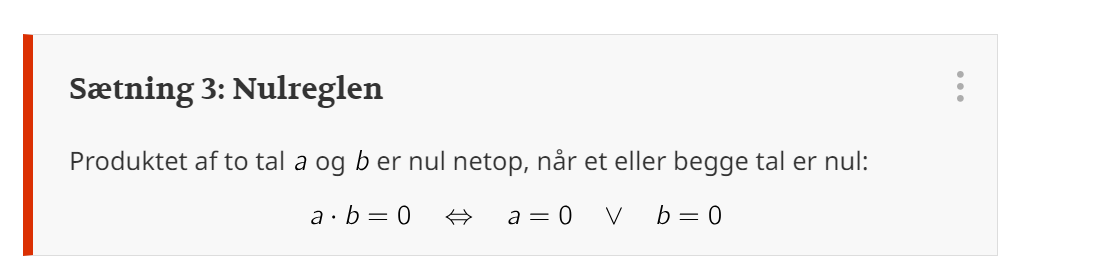 Sætning 3: Nulreglen
Produktet af to tal a og b er nul netop, når et eller begge tal er nul:
a · b = 0 ⇔ a = 0 ∨ b = 0